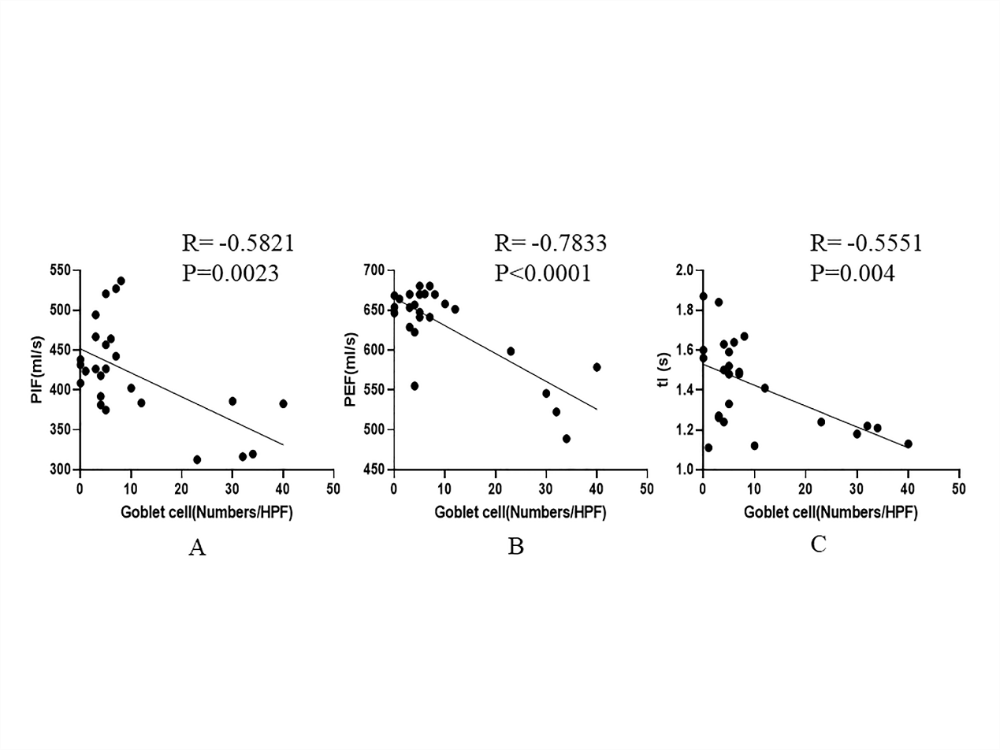 R= -0.5821
P=0.0023
550
500
450
400
350
300
PIF(ml/s)
0 10 20 30 40 50
Goblet cell(Numbers/HPF)
A
R= -0.7833
P<0.0001
700
650
600
550
500
450
PEF(ml/s)
0 10 20 30 40 50
Goblet cell(Numbers/HPF)
B
R= -0.5551
P=0.004
2.0
1.8
1.6
1.4
1.2
1.0
tI (s)
0 10 20 30 40 50
Goblet cell(Numbers/HPF)
C